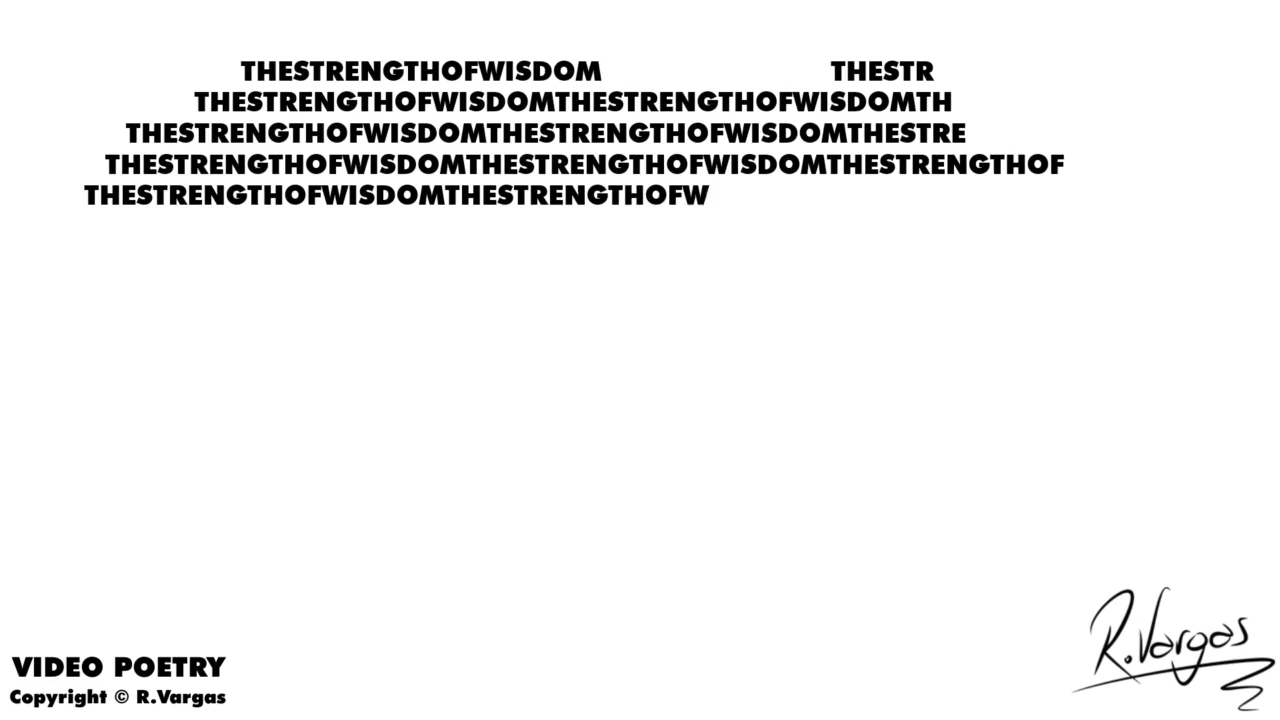 THESTRENGTHOFWISDOM THESTR
THESTRENGTHOFWISDOMTHESTRENGTHOFWISDOMTH
THESTRENGTHOFWISDOMTHESTRENGTHOFWISDOMTHESTRE
THESTRENGTHOFWISDOMTHESTRENGTHOFWISDOMTHESTRENGTHOF
THESTRENGTHOFWISDOMTHESTRENGTHOFW
R.Vargas
VIDEO POETRY
Copyright © R.Vargas